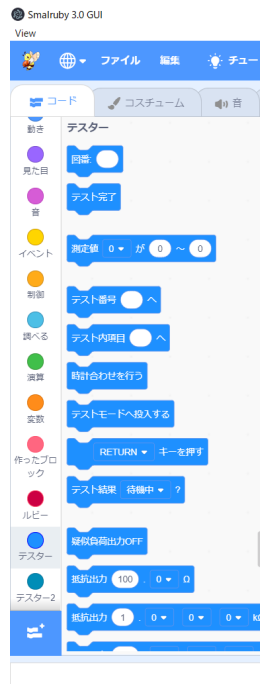 Smalruby 3.0 GUI
View
ファイル 編集 チュー
コード コスチューム 音
動き
見た目
音
イベント
制御
調べる
演算
変数
作ったブロ
ック
ルビー
テスター
テスター2
テスター
回番:
テスト完了
測定値 0 が 0 ～ 0
テスト番号 へ
テスト内項目 へ
時計合わせを行う
テストモードへ投入する
RETURN キーを押す
テスト結果 待機中 ?
疑似負荷出力OFF
抵抗出力 100 . 0 Ω
抵抗出力 1 . 0 0 0 kΩ